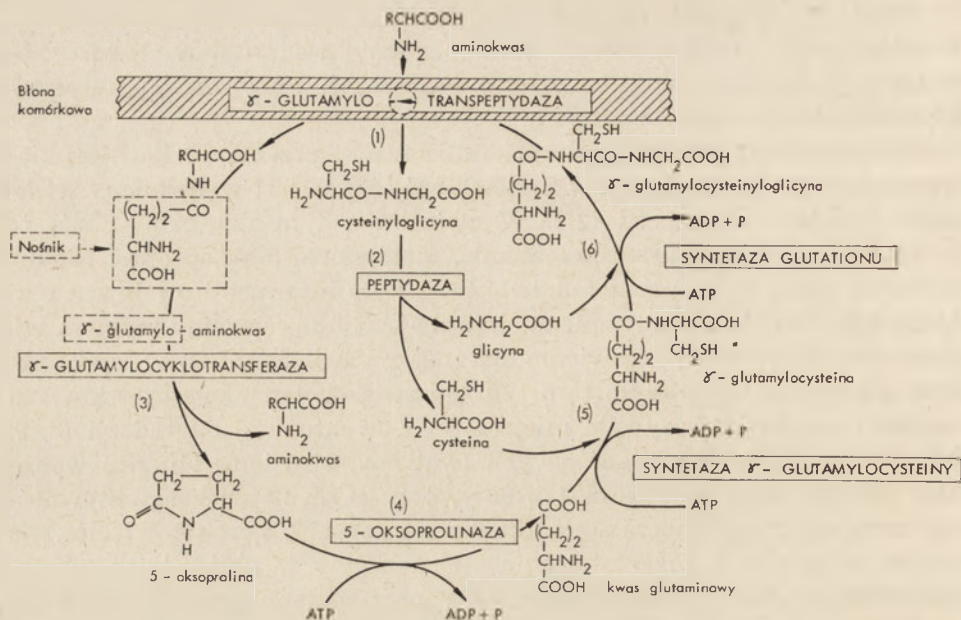 RCHCOOH
NH2
aminokwas
Błona
komórkowa
γ - GLUTAMYLO
TRANSPEPTYDAZA
(1)
RCHCOOH
NH
(CH2)2 — CO
CHNH2
COOH
Nośnik
γ - glutamylo - aminokwas
γ - GLUTAMYLOCYKLOTRANSFERAZA
(3)
RCHCOOH
NH2
aminokwas
CH2 CH2
O= CH—COOH
N
H
5 - oksoprolina
CH2SH
H2NCHCO—NHCH2COOH
cysteinyloglicyna
(2)
PEPTYDAZA
H2NCH2COOH
glicyna
CH2SH
H2NCHCOOH
cysteina
(4)
5 - OKSOPROLINAZA
ATP
ADP + P
COOH
(CH2)2
CHNH2
COOH
kwas glutaminowy
(5)
ADP + P
SYNTETAZA γ - GLUTAMYLOCYSTEINY
ATP
CO—NHCHCOOH
(CH2)2 CH2SH
CHNH2
COOH
γ - glutamylocysteina
(6)
ADP + P
SYNTETAZA GLUTATIONU
ATP
CH2SH
CO—NHCHCO—NHCH2COOH
(CH2)2
CHNH2
COOH
γ - glutamylocysteinyloglicyna